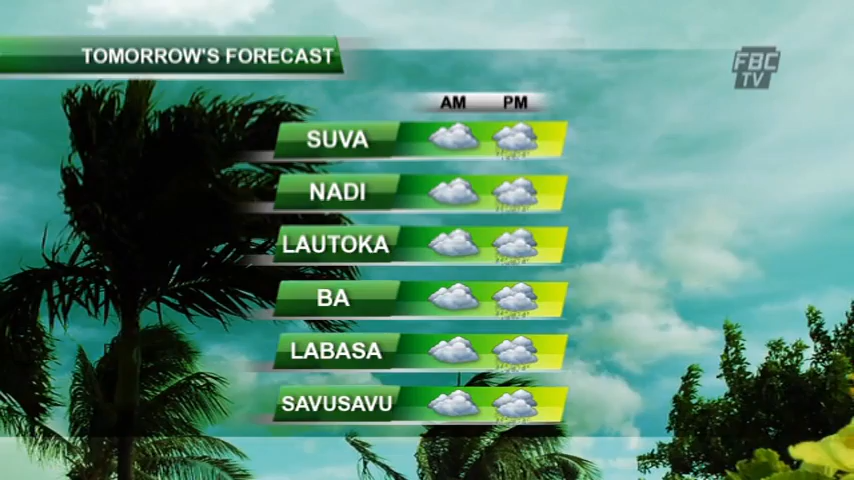 TOMORROW'S FORECAST
FBC
TV
AM PM
SUVA
NADI
LAUTOKA
BA
LABASA
SAVUSAVU